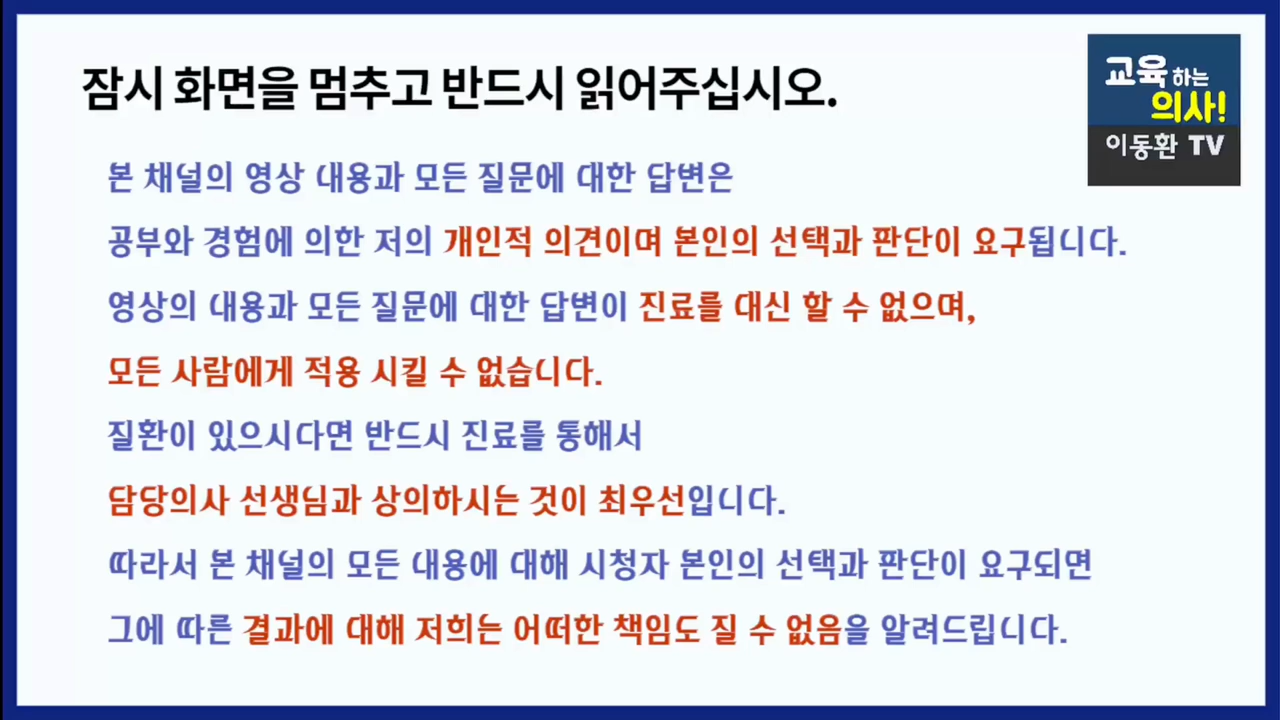 잠시 화면을 멈추고 반드시 읽어주십시오.
교육 하는
의사!
이동환 TV
본 채널의 영상 내용과 모든 질문에 대한 답변은
공부와 경험에 의한 저의 개인적 의견이며 본인의 선택과 판단이 요구됩니다.
영상의 내용과 모든 질문에 대한 답변이 진료를 대신 할 수 없으며,
모든 사람에게 적용 시킬 수 없습니다.
질환이 있으시다면 반드시 진료를 통해서
담당의사 선생님과 상의하시는 것이 최우선입니다.
따라서 본 채널의 모든 내용에 대해 시청자 본인의 선택과 판단이 요구되면
그에 따른 결과에 대해 저희는 어떠한 책임도 질 수 없음을 알려드립니다.